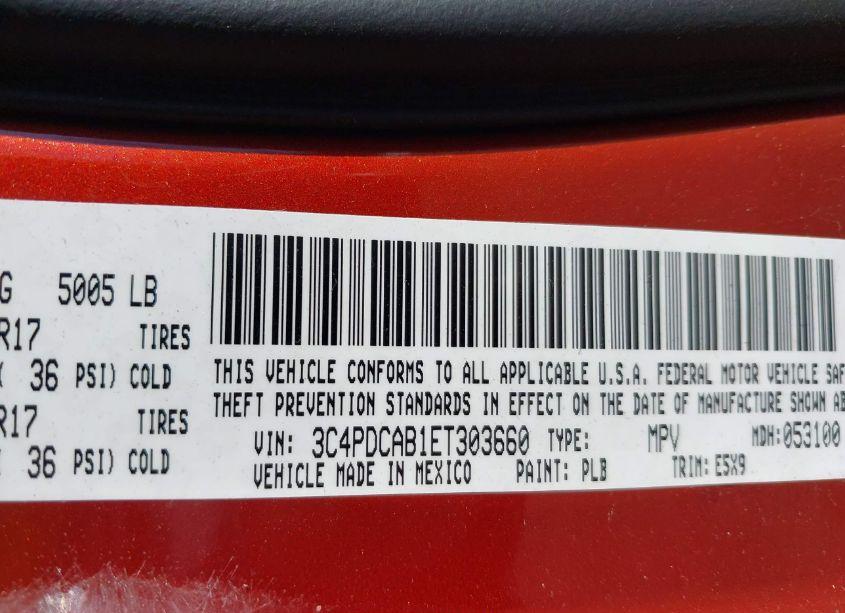 G 5005 LB
R17 TIRES
( 36 PSI) COLD
R17 TIRES
( 36 PSI) COLD
THIS VEHICLE CONFORMS TO ALL APPLICABLE U.S.A. FEDERAL MOTOR VEHICLE SAF
THEFT PREVENTION STANDARDS IN EFFECT ON THE DATE OF MANUFACTURE SHOWN AB
VIN: 3C4PDCAB1ET303660 TYPE: MPV MDH:053100
VEHICLE MADE IN MEXICO PAINT: PLB TRIM: E5X9